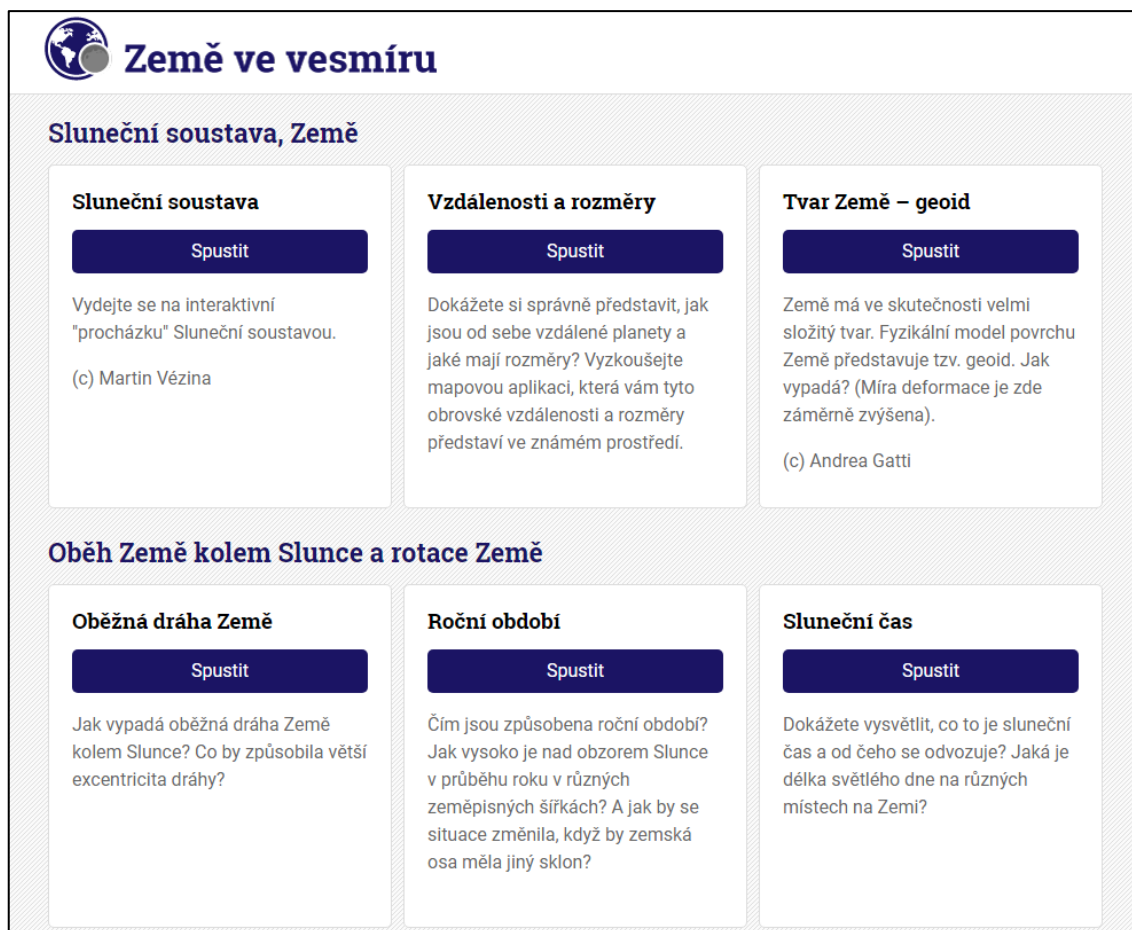 Země ve vesmíru
Sluneční soustava, Země
Sluneční soustava
Spustit
Vydejte se na interaktivní
"procházku" Sluneční soustavou.
(c) Martin Vézina
Vzdálenosti a rozměry
Spustit
Dokážete si správně představit, jak
jsou od sebe vzdálené planety a
jaké mají rozměry? Vyzkoušejte
mapovou aplikaci, která vám tyto
obrovské vzdálenosti a rozměry
představí ve známém prostředí.
Tvar Země – geoid
Spustit
Země má ve skutečnosti velmi
složitý tvar. Fyzikální model povrchu
Země představuje tzv. geoid. Jak
vypadá? (Míra deformace je zde
záměrně zvýšena).
(c) Andrea Gatti
Oběh Země kolem Slunce a rotace Země
Oběžná dráha Země
Spustit
Jak vypadá oběžná dráha Země
kolem Slunce? Co by způsobila větší
excentricita dráhy?
Roční období
Spustit
Čím jsou způsobena roční období?
Jak vysoko je nad obzorem Slunce
v průběhu roku v různých
zeměpisných šířkách? A jak by se
situace změnila, když by zemská
osa měla jiný sklon?
Sluneční čas
Spustit
Dokážete vysvětlit, co to je sluneční
čas a od čeho se odvozuje? Jaká je
délka světlého dne na různých
místech na Zemi?